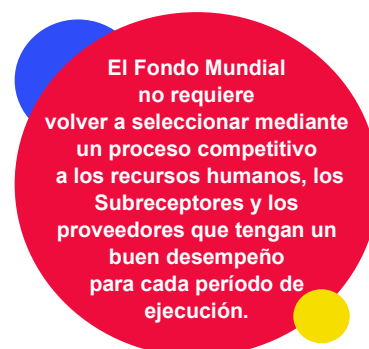 El Fondo Mundial
no requiere
volver a seleccionar mediante
un proceso competitivo
a los recursos humanos, los
Subreceptores y los
proveedores que tengan un
buen desempeño
para cada período de
ejecución.